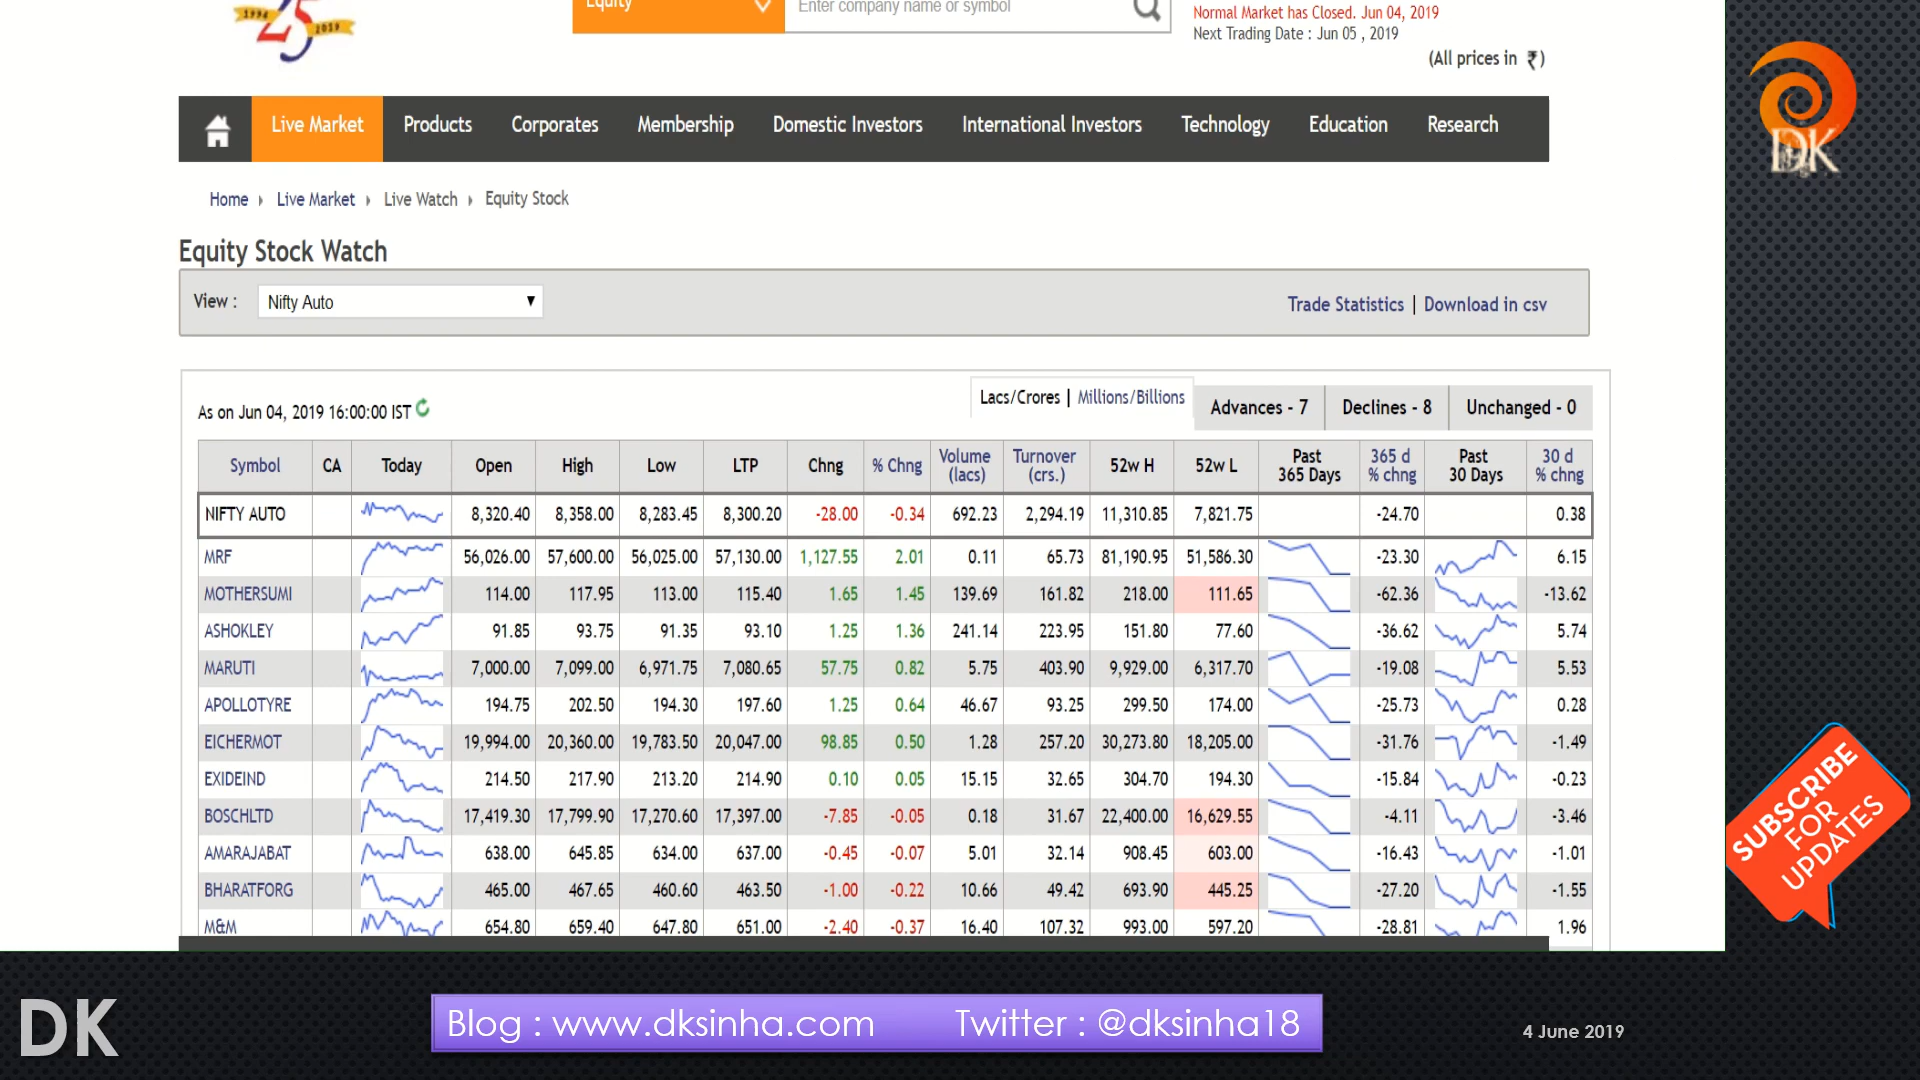 1994 25 2019
Equity
Enter company name or symbol
Normal Market has Closed. Jun 04, 2019
Next Trading Date : Jun 05 , 2019
(All prices in ₹)
DK
Live Market Products Corporates Membership Domestic Investors International Investors Technology Education Research
Home Live Market Live Watch Equity Stock
Equity Stock Watch
View : Nifty Auto Trade Statistics | Download in csv
As on Jun 04, 2019 16:00:00 IST Lacs/Crores | Millions/Billions Advances - 7 Declines - 8 Unchanged - 0
Symbol CA Today Open High Low LTP Chng % Chng Volume (lacs) Turnover (crs.) 52w H 52w L Past 365 Days 365 d % chng Past 30 Days 30 d % chng
NIFTY AUTO 8,320.40 8,358.00 8,283.45 8,300.20 -28.00 -0.34 692.23 2,294.19 11,310.85 7,821.75 -24.70 0.38
MRF 56,026.00 57,600.00 56,025.00 57,130.00 1,127.55 2.01 0.11 65.73 81,190.95 51,586.30 -23.30 6.15
MOTHERSUMI 114.00 117.95 113.00 115.40 1.65 1.45 139.69 161.82 218.00 111.65 -62.36 -13.62
ASHOKLEY 91.85 93.75 91.35 93.10 1.25 1.36 241.14 223.95 151.80 77.60 -36.62 5.74
MARUTI 7,000.00 7,099.00 6,971.75 7,080.65 57.75 0.82 5.75 403.90 9,929.00 6,317.70 -19.08 5.53
APOLLOTYRE 194.75 202.50 194.30 197.60 1.25 0.64 46.67 93.25 299.50 174.00 -25.73 0.28
EICHERMOT 19,994.00 20,360.00 19,783.50 20,047.00 98.85 0.50 1.28 257.20 30,273.80 18,205.00 -31.76 -1.49
EXIDEIND 214.50 217.90 213.20 214.90 0.10 0.05 15.15 32.65 304.70 194.30 -15.84 -0.23
BOSCHLTD 17,419.30 17,799.90 17,270.60 17,397.00 -7.85 -0.05 0.18 31.67 22,400.00 16,629.55 -4.11 -3.46
AMARAJABAT 638.00 645.85 634.00 637.00 -0.45 -0.07 5.01 32.14 908.45 603.00 -16.43 -1.01
BHARATFORG 465.00 467.65 460.60 463.50 -1.00 -0.22 10.66 49.42 693.90 445.25 -27.20 -1.55
M&M 654.80 659.40 647.80 651.00 -2.40 -0.37 16.40 107.32 993.00 597.20 -28.81 1.96
SUBSCRIBE
FOR
UPDATES
DK
Blog : www.dksinha.com Twitter : @dksinha18
4 June 2019